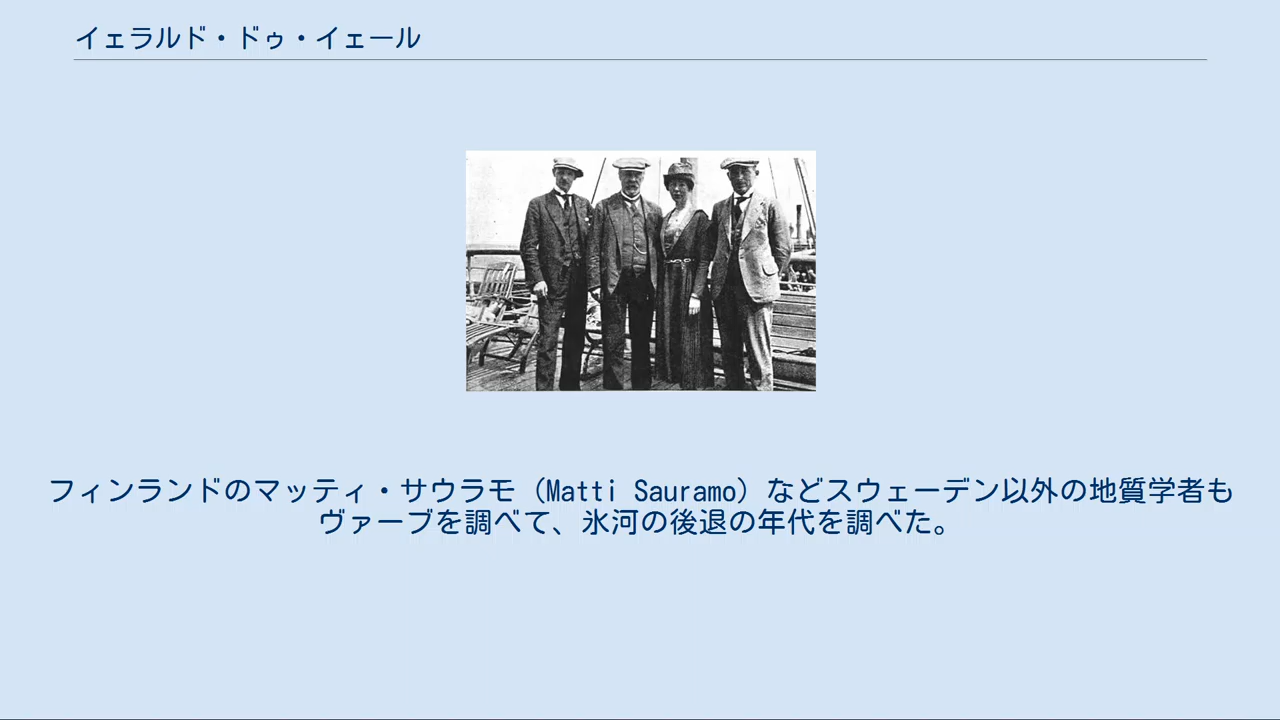 イェラルド・ドゥ・イェール
フィンランドのマッティ・サウラモ（Matti Sauramo）などスウェーデン以外の地質学者も
ヴァーブを調べて、氷河の後退の年代を調べた。